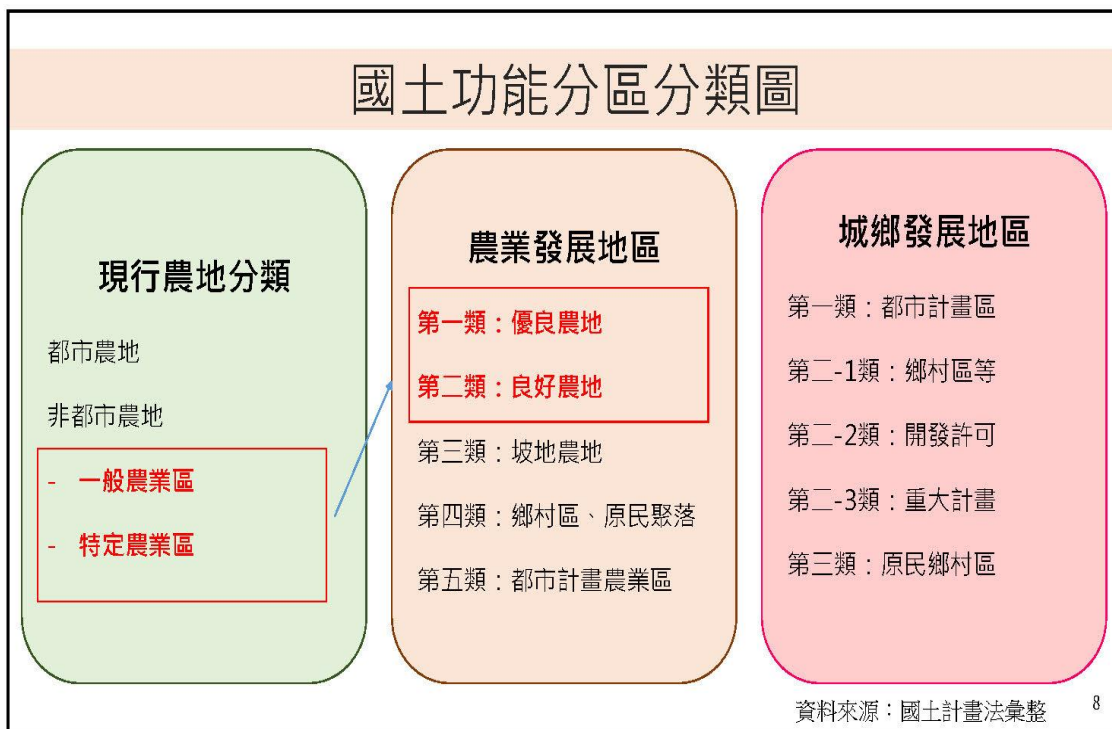 國土功能分區分類圖
現行農地分類
都市農地
非都市農地
- 一般農業區
- 特定農業區
農業發展地區
第一類：優良農地
第二類：良好農地
第三類：坡地農地
第四類：鄉村區、原民聚落
第五類：都市計畫農業區
城鄉發展地區
第一類：都市計畫區
第二-1類：鄉村區等
第二-2類：開發許可
第二-3類：重大計畫
第三類：原民鄉村區
資料來源：國土計畫法彙整
8